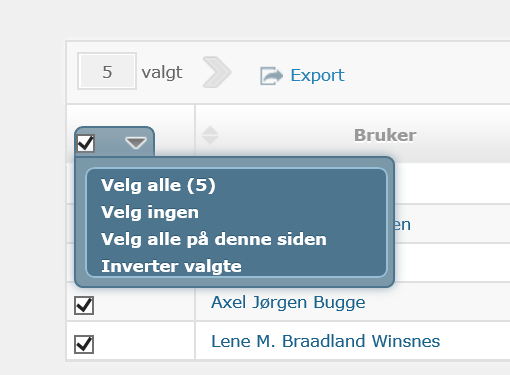 5 valgt Export
Bruker
Velg alle (5)
Velg ingen
Velg alle på denne siden
Inverter valgte
en
Axel Jørgen Bugge
Lene M. Braadland Winsnes